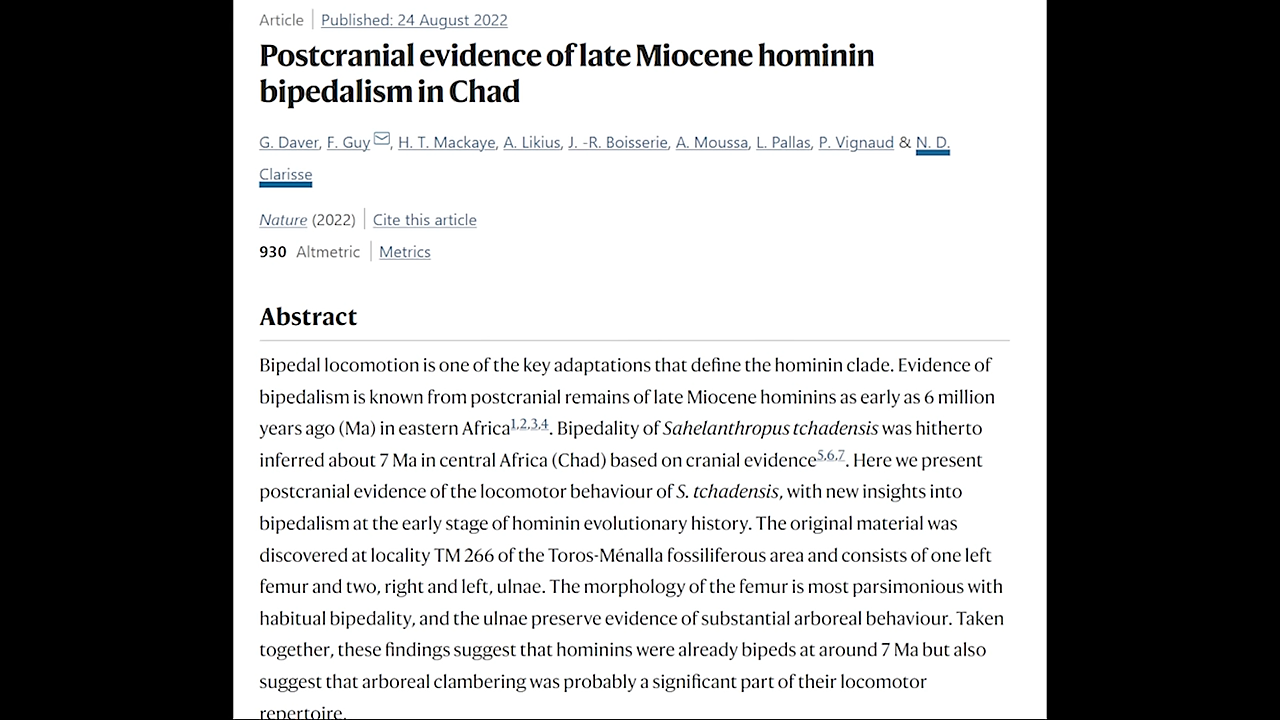 Article | Published: 24 August 2022
Postcranial evidence of late Miocene hominin
bipedalism in Chad
G. Daver, F. Guy, H. T. Mackaye, A. Likius, J. -R. Boisserie, A. Moussa, L. Pallas, P. Vignaud & N. D.
Clarisse
Nature (2022) | Cite this article
930 Altmetric | Metrics
Abstract
Bipedal locomotion is one of the key adaptations that define the hominin clade. Evidence of
bipedalism is known from postcranial remains of late Miocene hominins as early as 6 million
years ago (Ma) in eastern Africa1,2,3,4. Bipedality of Sahelanthropus tchadensis was hitherto
inferred about 7 Ma in central Africa (Chad) based on cranial evidence5,6,7. Here we present
postcranial evidence of the locomotor behaviour of S. tchadensis, with new insights into
bipedalism at the early stage of hominin evolutionary history. The original material was
discovered at locality TM 266 of the Toros-Ménalla fossiliferous area and consists of one left
femur and two, right and left, ulnae. The morphology of the femur is most parsimonious with
habitual bipedality, and the ulnae preserve evidence of substantial arboreal behaviour. Taken
together, these findings suggest that hominins were already bipeds at around 7 Ma but also
suggest that arboreal clambering was probably a significant part of their locomotor
repertoire.